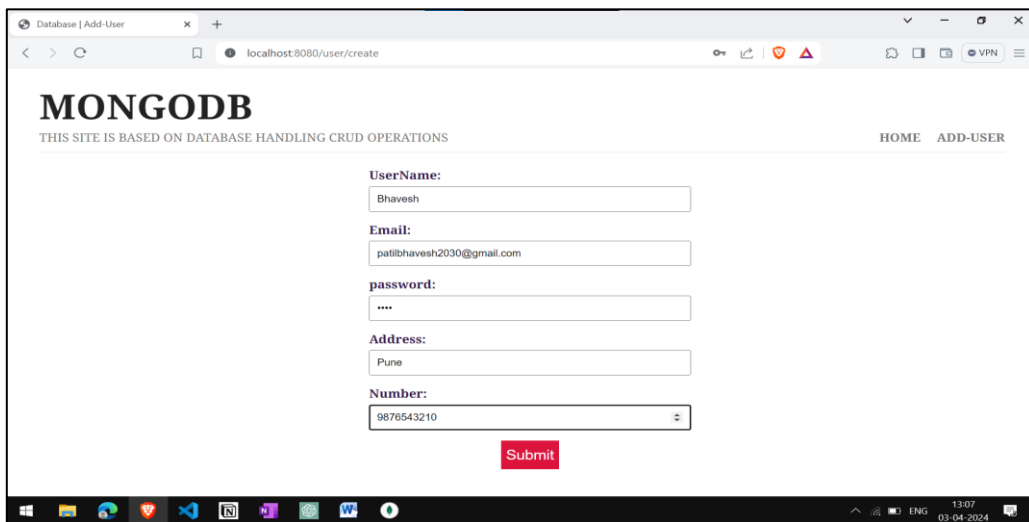 Database | Add-User
localhost:8080/user/create
VPN
MONGODB
THIS SITE IS BASED ON DATABASE HANDLING CRUD OPERATIONS
HOME ADD-USER
UserName:
Bhavesh
Email:
patilbhavesh2030@gmail.com
password:
••••
Address:
Pune
Number:
9876543210
Submit
ENG
13:07
03-04-2024